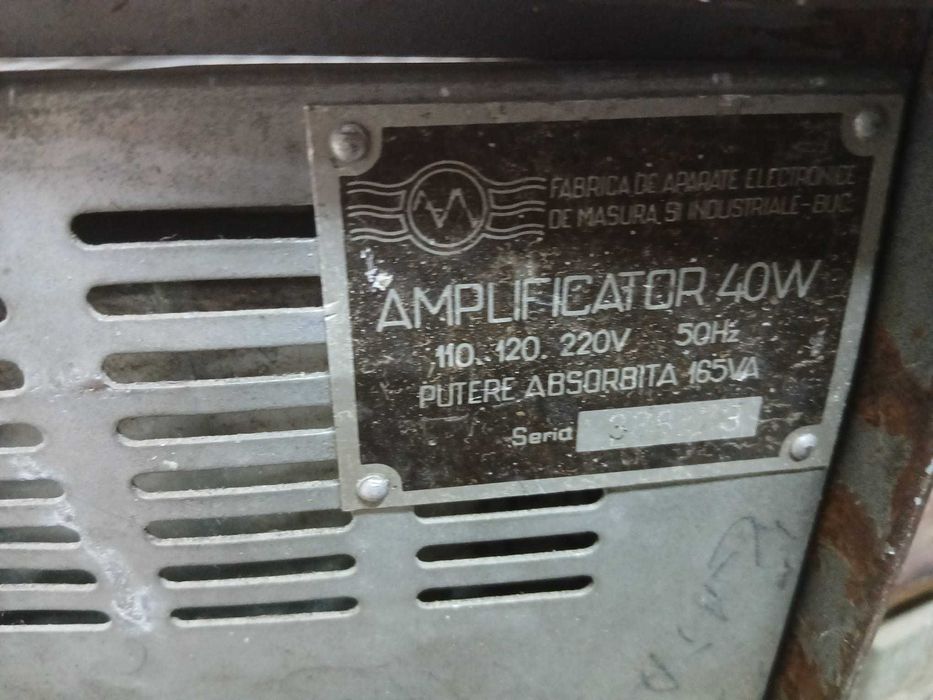 FABRICA DE APARATE ELECTRONICE
DE MASURA SI INDUSTRIALE-BUC.
AMPLIFICATOR 40W
110. 120. 220V 50Hz
PUTERE ABSORBITA 165VA
Seria